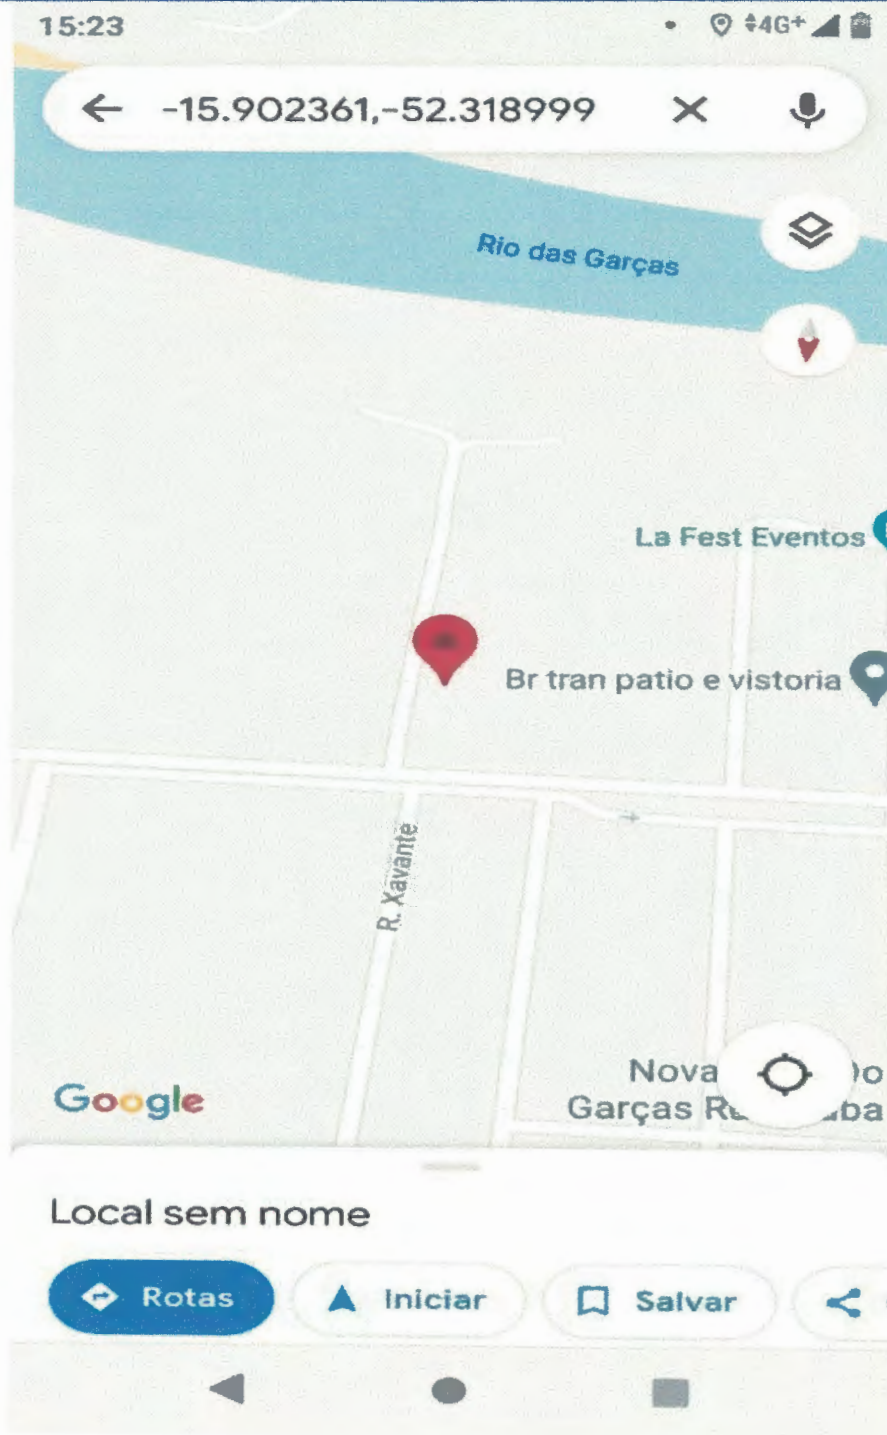 15:23
4G+
-15.902361,-52.318999
Rio das Garças
La Fest Eventos
Br tran patio e vistoria
R. Xavante
Nova
Garças
Google
Local sem nome
Rotas
Iniciar
Salvar